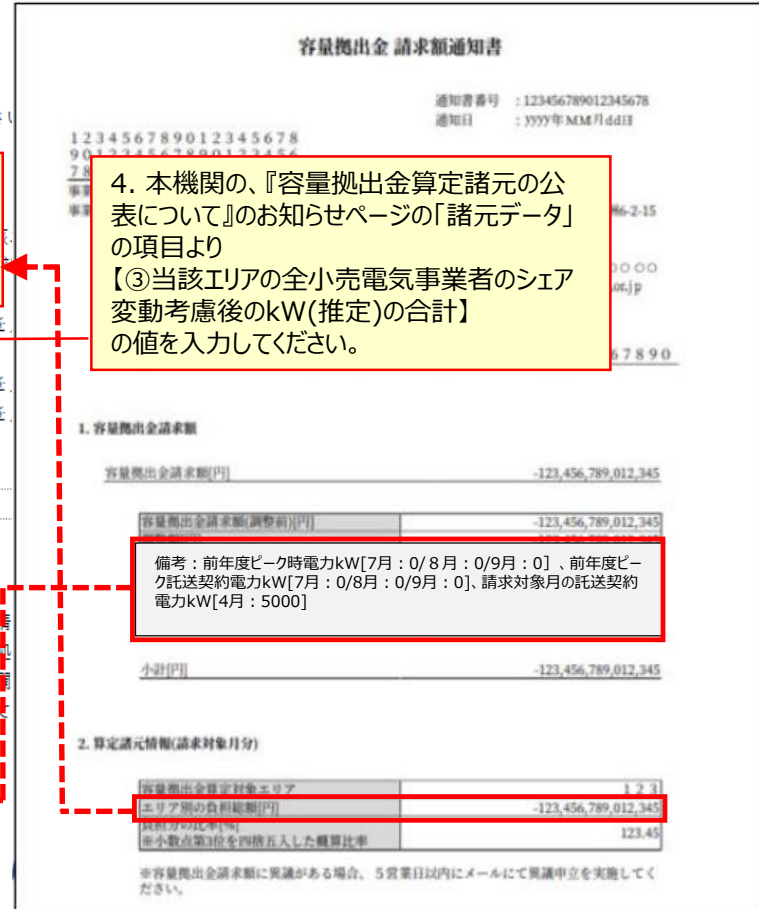 容量拠出金 請求額通知書
通知書番号 : 123456789012345678
通知日 : yyyy年MM月dd日
123456789012345678
4. 本機関の、『容量拠出金算定諸元の公
表について』のお知らせページの「諸元データ」
の項目より
【③当該エリアの全小売電気事業者のシェア
変動考慮後のkW(推定)の合計】
の値を入力してください。
6-2-15
0000
or.jp
67890
1. 容量拠出金請求額
容量拠出金請求額[円] -123,456,789,012,345
容量拠出金請求額(調整前)[円] -123,456,789,012,345
備考：前年度ピーク時電力kW[7月：0/８月：0/9月：0] 、前年度ピー
ク託送契約電力kW[7月：0/8月：0/9月：0]、請求対象月の託送契約
電力kW[4月：5000]
小計[円] -123,456,789,012,345
2. 算定諸元情報(請求対象月分)
容量拠出金算定対象エリア 123
エリア別の負担総額[円] -123,456,789,012,345
負担分の比率[%] 123.45
※小数点第3位を四捨五入した概算比率
※容量拠出金請求額に異議がある場合、５営業日以内にメールにて異議申立を実施してく
ださい。